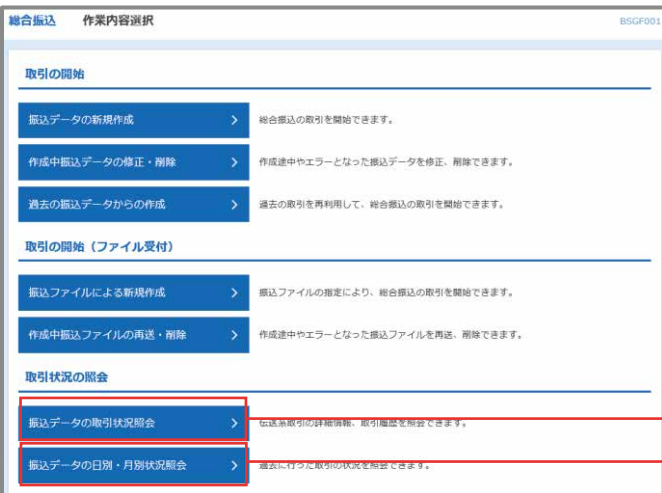 総合振込 作業内容選択 BSGF001
取引の開始
振込データの新規作成 総合振込の取引を開始できます。
作成中振込データの修正・削除 作成途中やエラーとなった振込データを修正、削除できます。
過去の振込データからの作成 過去の取引を再利用して、総合振込の取引を開始できます。
取引の開始（ファイル受付）
振込ファイルによる新規作成 振込ファイルの指定により、総合振込の取引を開始できます。
作成中振込ファイルの再送・削除 作成途中やエラーとなった振込ファイルを再送、削除できます。
取引状況の照会
振込データの取引状況照会 伝送系取引の詳細情報、取引履歴を照会できます。
振込データの日別・月別状況照会 過去に行った取引の状況を照会できます。